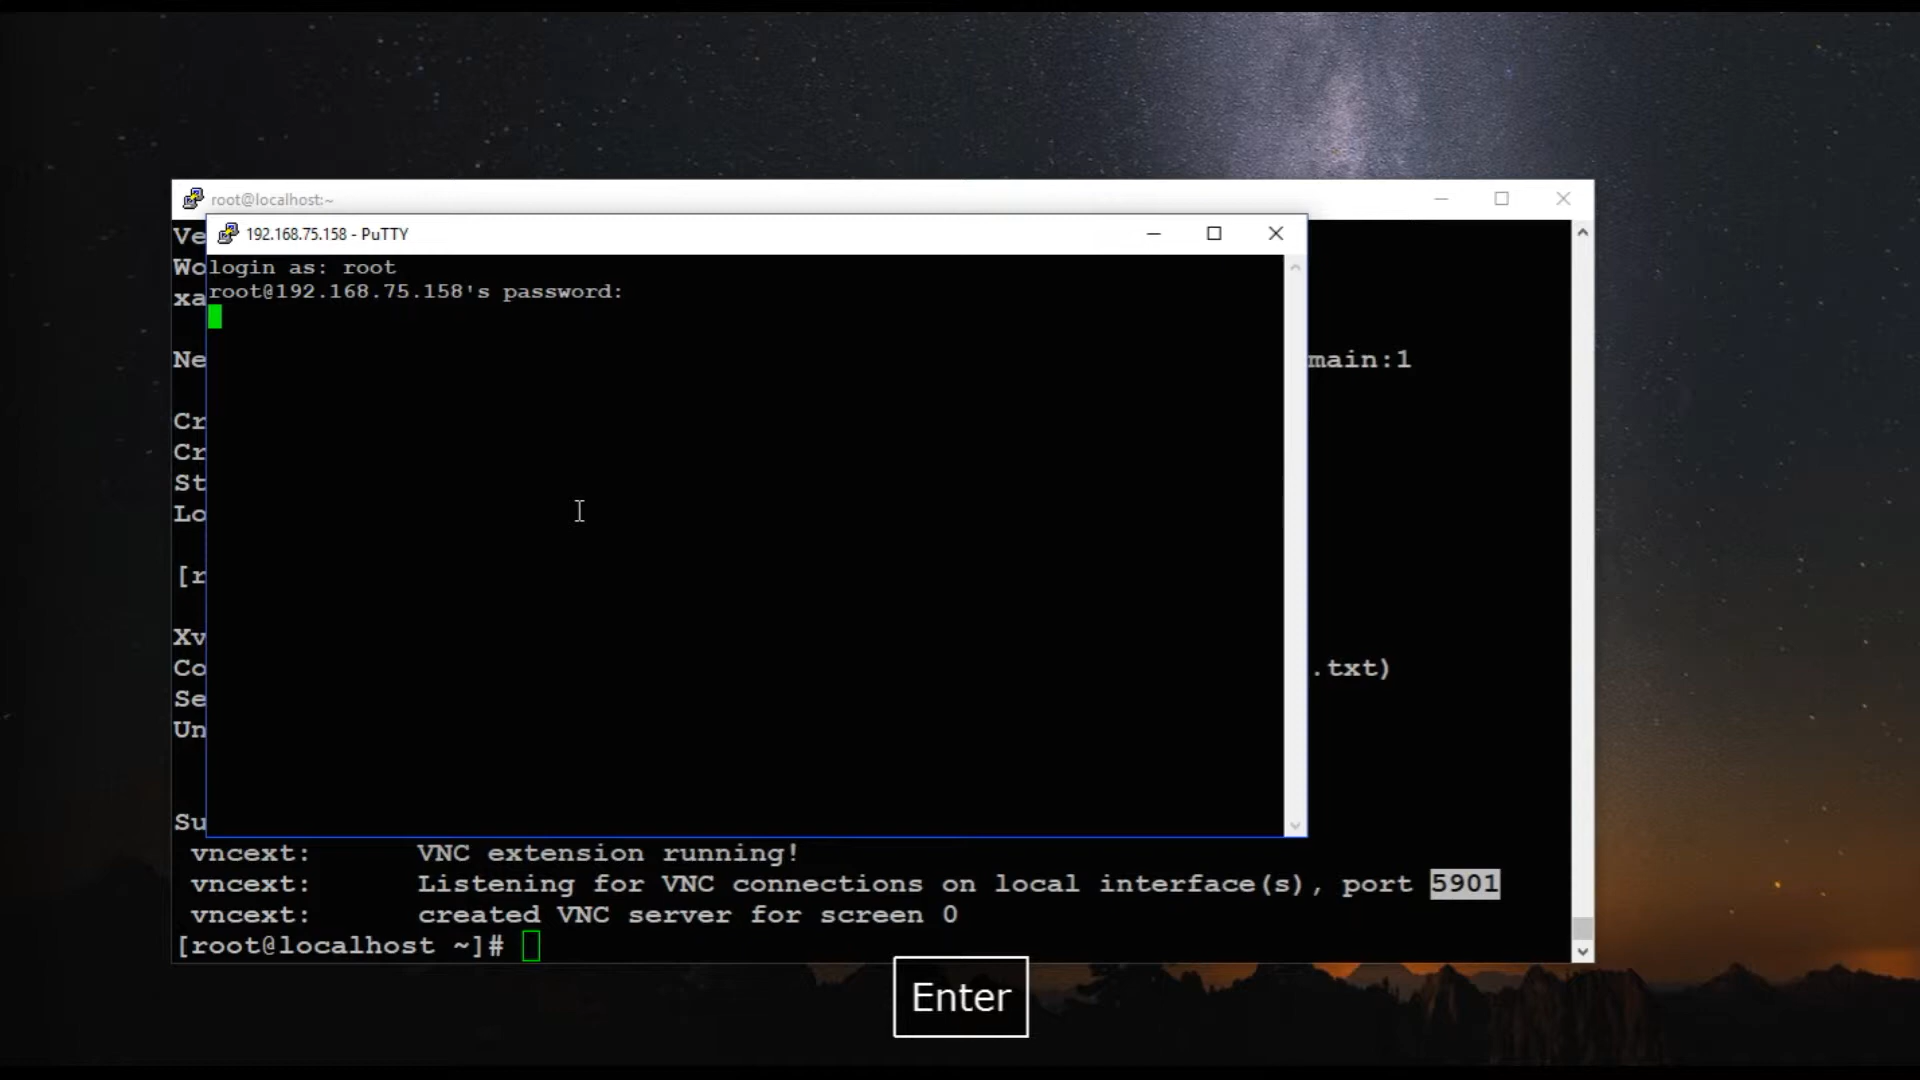 root@localhost:~
192.168.75.158 - PuTTY
login as: root
root@192.168.75.158's password:
Ve
Wo
xa
Ne
main:1
Cr
Cr
St
Lo
[r
Xv
Co
.txt)
Se
Un
Su
vncext: VNC extension running!
vncext: Listening for VNC connections on local interface(s), port 5901
vncext: created VNC server for screen 0
[root@localhost ~]#
Enter